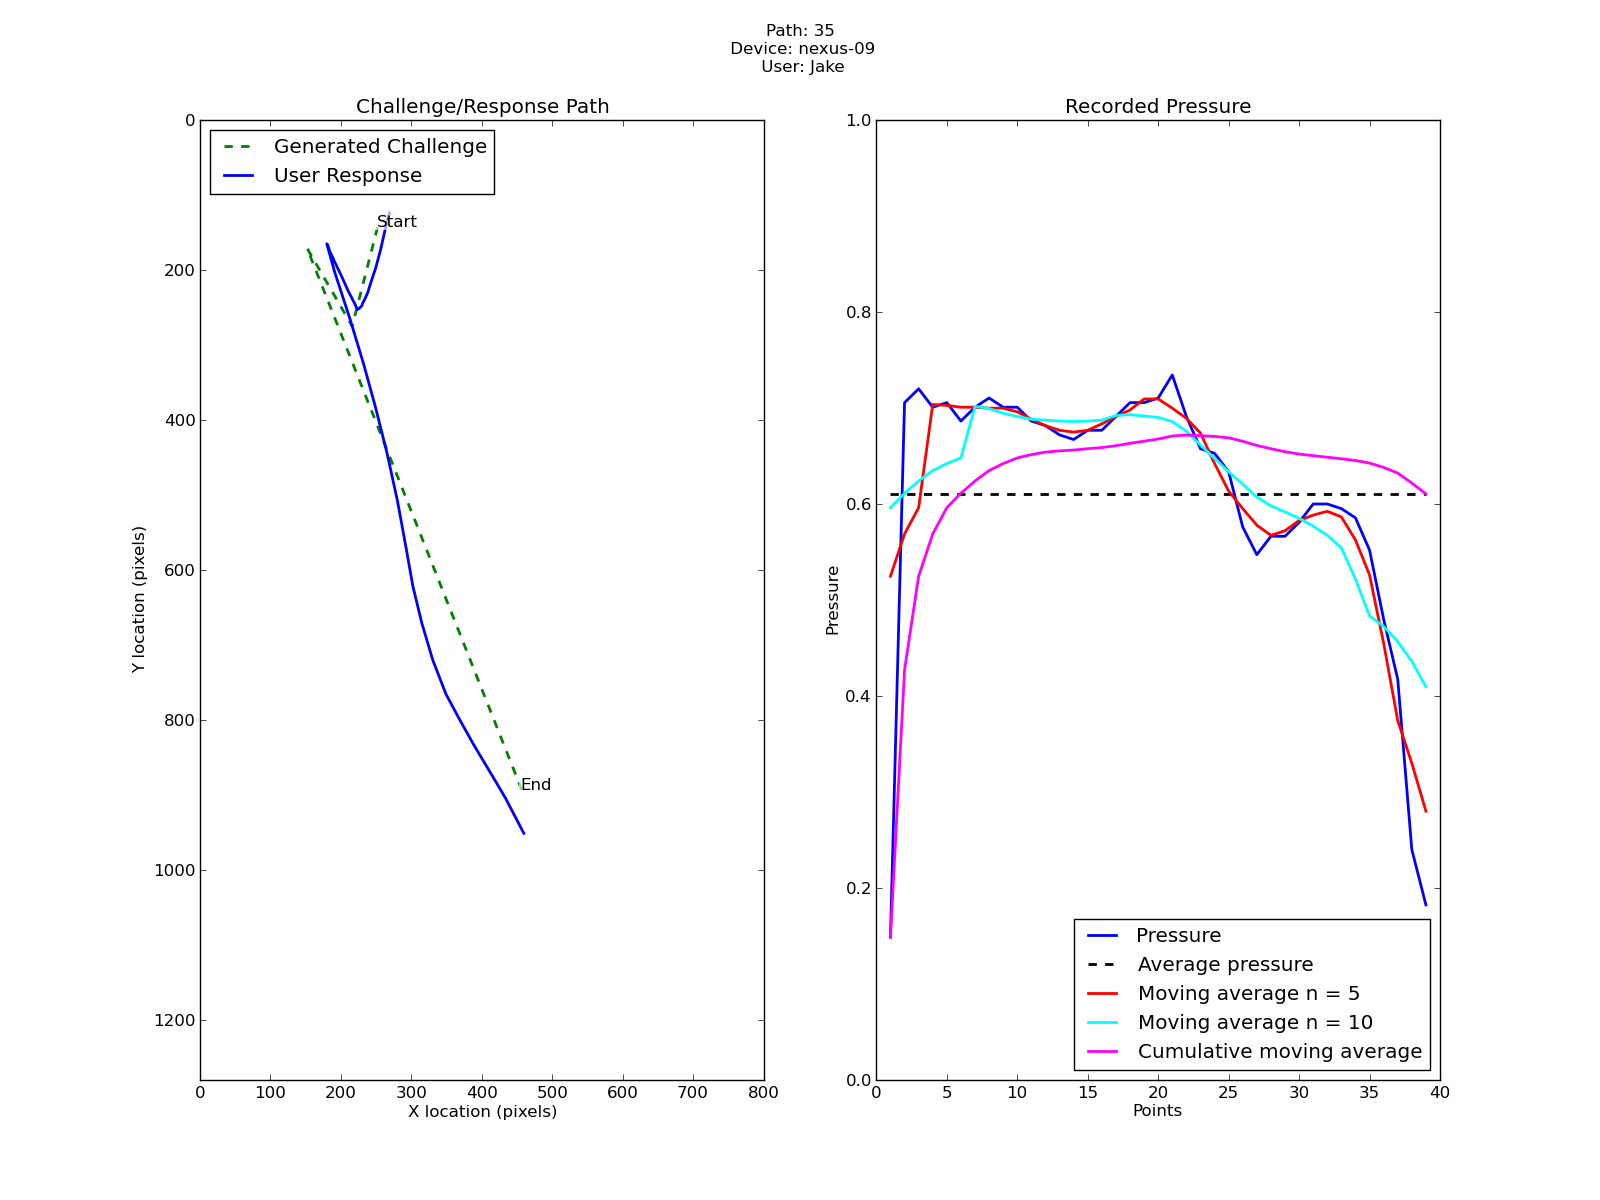 Path: 35
Device: nexus-09
User: Jake
Challenge/Response Path
0
200
400
600
800
1000
1200
Y location (pixels)
Generated Challenge
User Response
Start
End
0 100 200 300 400 500 600 700 800
X location (pixels)
Recorded Pressure
1.0
0.8
0.6
0.4
0.2
0.0
Pressure
Pressure
Average pressure
Moving average n = 5
Moving average n = 10
Cumulative moving average
0 5 10 15 20 25 30 35 40
Points